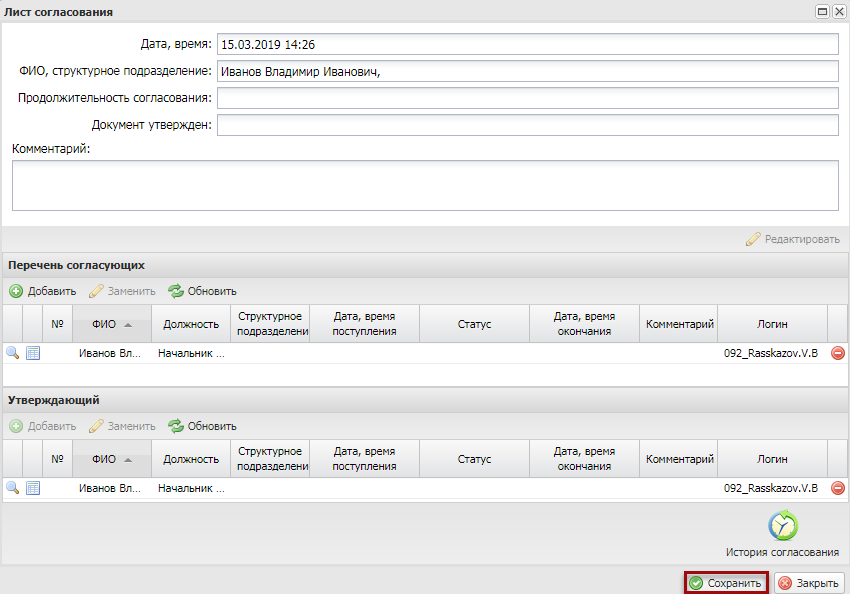 Лист согласования
Дата, время: 15.03.2019 14:26
ФИО, структурное подразделение: Иванов Владимир Иванович,
Продолжительность согласования:
Документ утвержден:
Комментарий:
Редактировать
Перечень согласующих
Добавить Заменить Обновить
№ ФИО Должность Структурное подразделени Дата, время поступления Статус Дата, время окончания Комментарий Логин
Иванов Вл... Начальник ... 092_Rasskazov.V.B
Утверждающий
Добавить Заменить Обновить
№ ФИО Должность Структурное подразделени Дата, время поступления Статус Дата, время окончания Комментарий Логин
Иванов Вл... Начальник ... 092_Rasskazov.V.B
История согласования
Сохранить Закрыть